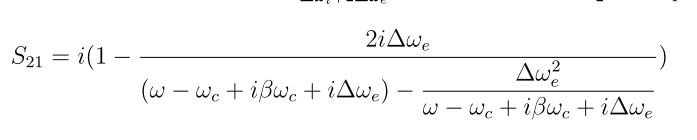 S_{21} = i(1 - \frac{2i\Delta\omega_e}{(\omega - \omega_c + i\beta\omega_c + i\Delta\omega_e) - \frac{\Delta\omega_e^2}{\omega - \omega_c + i\beta\omega_c + i\Delta\omega_e}})